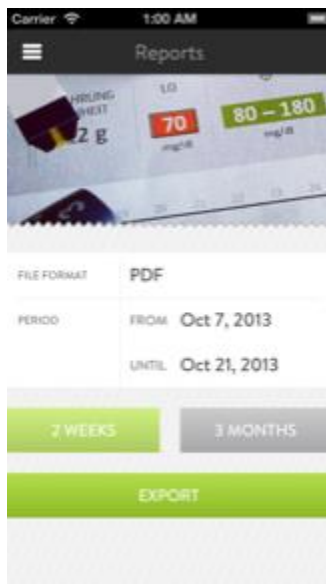 Carrier 1:00 AM
Reports
LO
2 g
70
80 – 180
mg/dl
mg/dl
FILE FORMAT PDF
PERIOD FROM Oct 7, 2013
UNTIL Oct 21, 2013
2 WEEKS 3 MONTHS
EXPORT